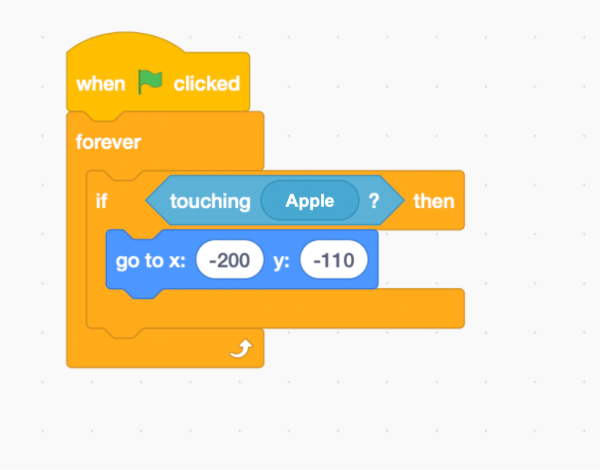 when clicked
forever
if touching Apple ? then
go to x: -200 y: -110